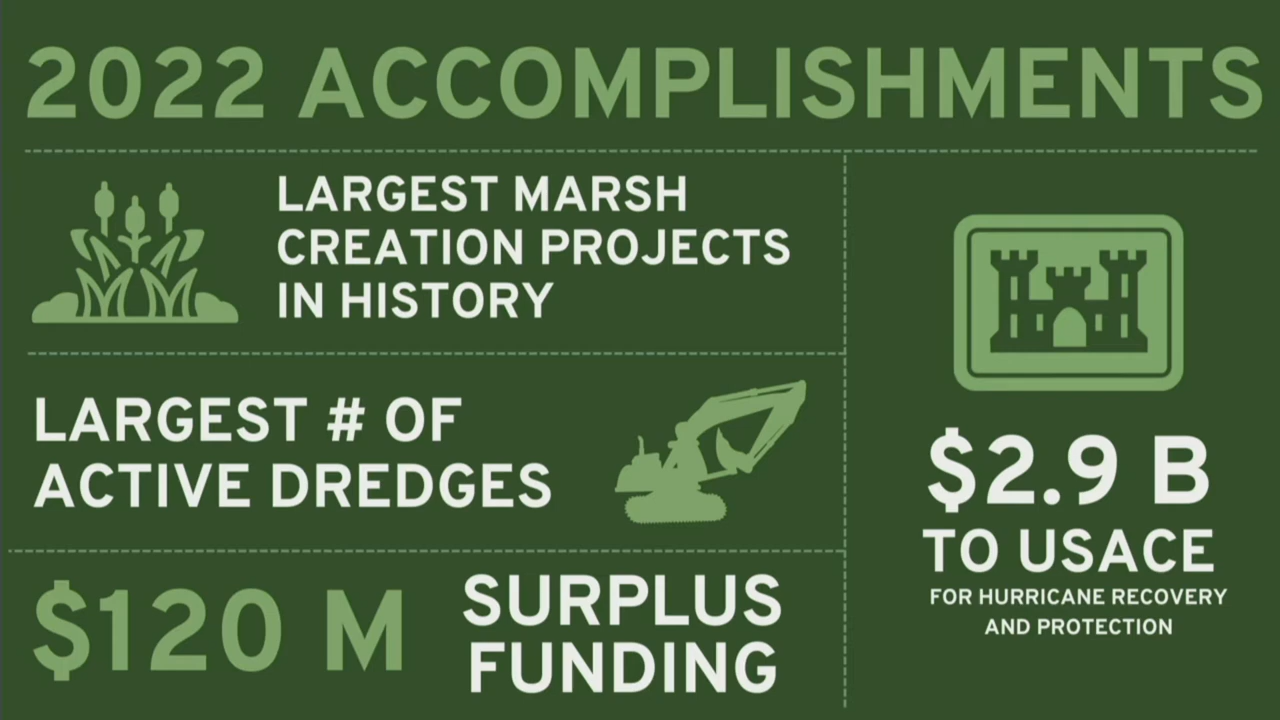 2022 ACCOMPLISHMENTS
LARGEST MARSH
CREATION PROJECTS
IN HISTORY
LARGEST # OF
ACTIVE DREDGES
$120 M
SURPLUS
FUNDING
$2.9 B
TO USACE
FOR HURRICANE RECOVERY
AND PROTECTION